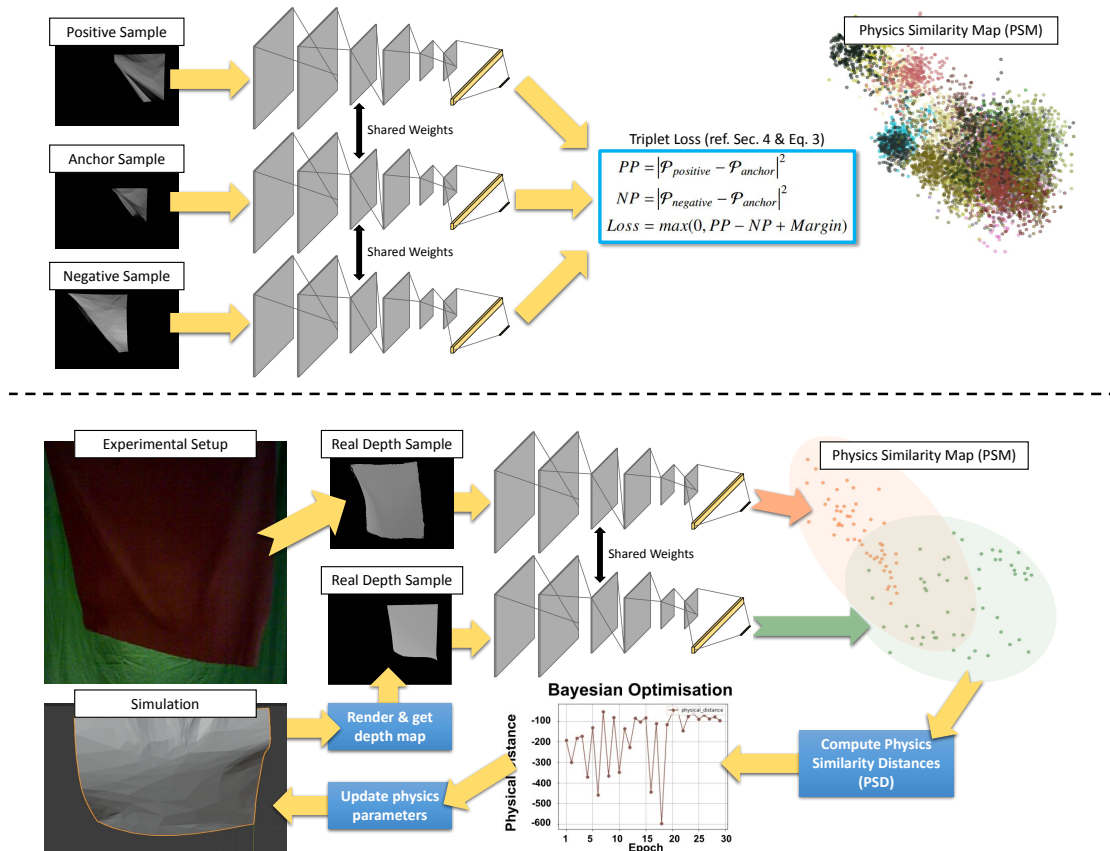 Positive Sample
Physics Similarity Map (PSM)
Shared Weights
Anchor Sample
Triplet Loss (ref. Sec. 4 & Eq. 3)
PP = |𝒫positive − 𝒫anchor|²
NP = |𝒫negative − 𝒫anchor|²
Loss = max(0, PP − NP + Margin)
Shared Weights
Negative Sample
Experimental Setup
Real Depth Sample
Physics Similarity Map (PSM)
Shared Weights
Real Depth Sample
Simulation
Render & get
depth map
Update physics
parameters
Bayesian Optimisation
physical_distance
Physical Distance
-100
-200
-300
-400
-500
-600
1 5 10 15 20 25 30
Epoch
Compute Physics
Similarity Distances
(PSD)